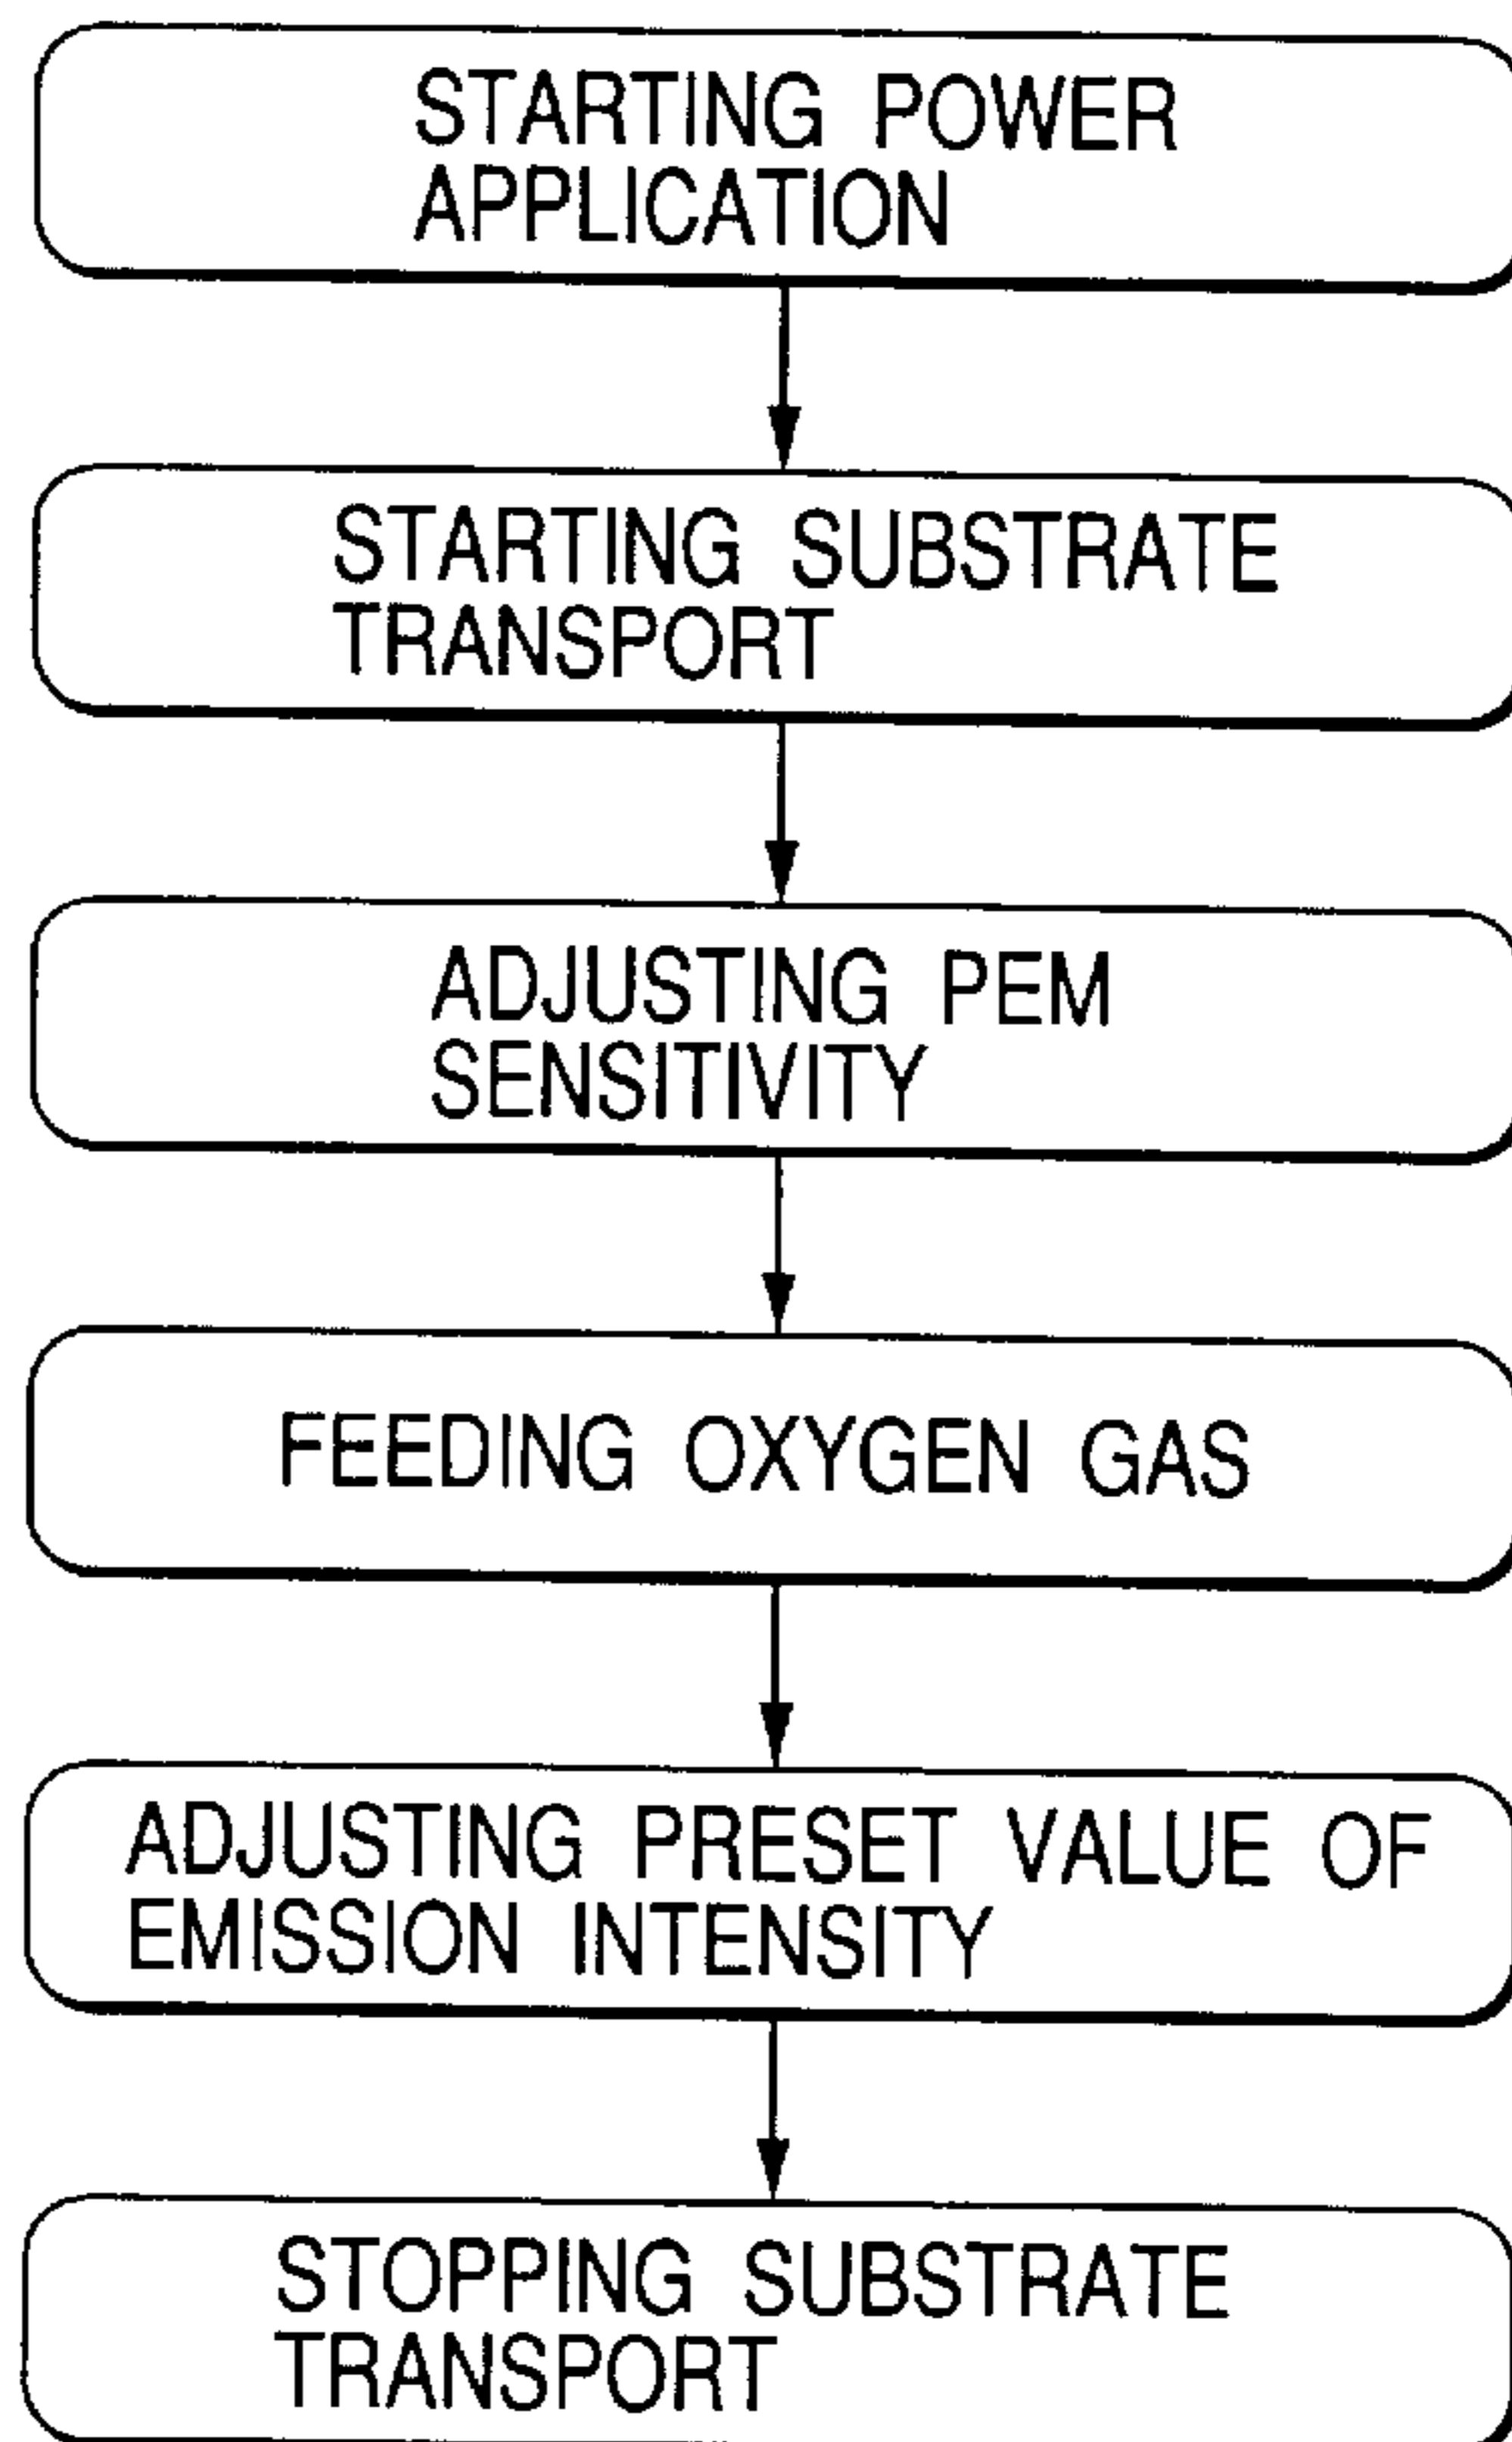 STARTING POWER
APPLICATION
STARTING SUBSTRATE
TRANSPORT
ADJUSTING PEM
SENSITIVITY
FEEDING OXYGEN GAS
ADJUSTING PRESET VALUE OF
EMISSION INTENSITY
STOPPING SUBSTRATE
TRANSPORT